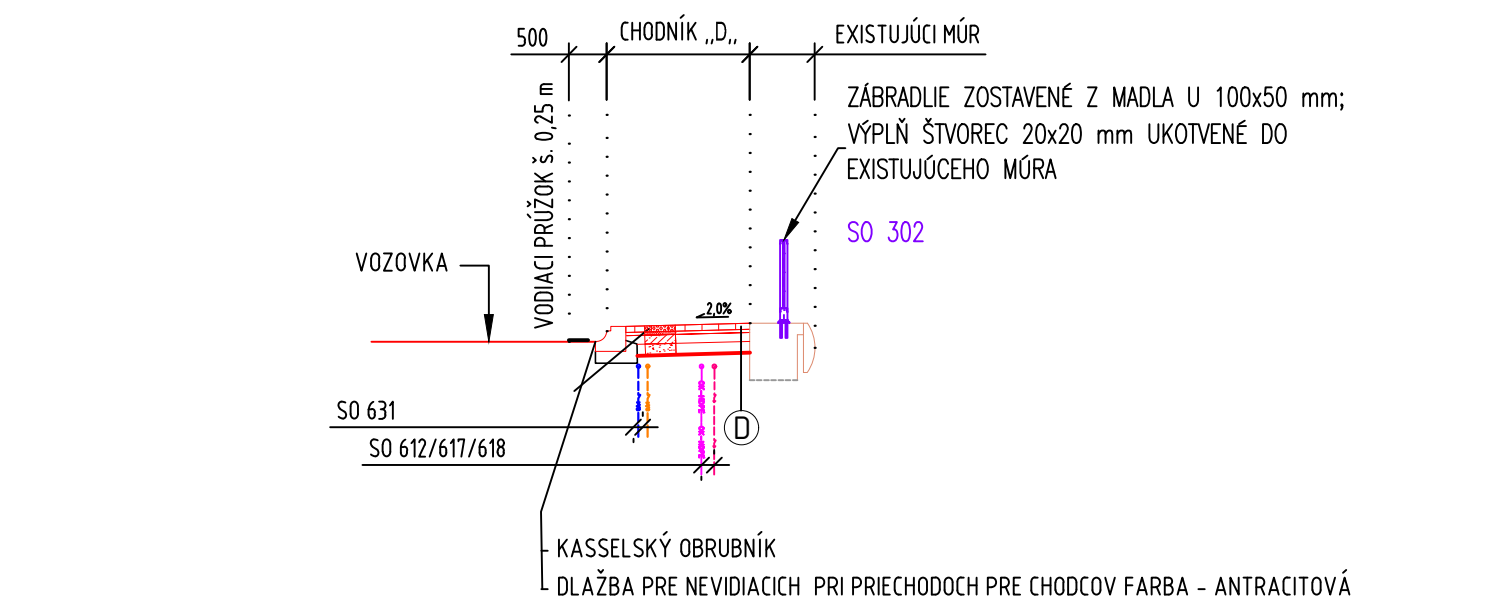 500
CHODNÍK „D„
EXISTUJÚCI MÚR
ZÁBRADLIE ZOSTAVENÉ Z MADLA U 100x50 mm;
VÝPLŇ ŠTVOREC 20x20 mm UKOTVENÉ DO
EXISTUJÚCEHO MÚRA
SO 302
VODIACI PRÚŽOK š. 0,25 m
VOZOVKA
2,0%
SO 631
D
SO 612/617/618
KASSELSKÝ OBRUBNÍK
DLAŽBA PRE NEVIDIACICH PRI PRIECHODOCH PRE CHODCOV FARBA - ANTRACITOVÁ